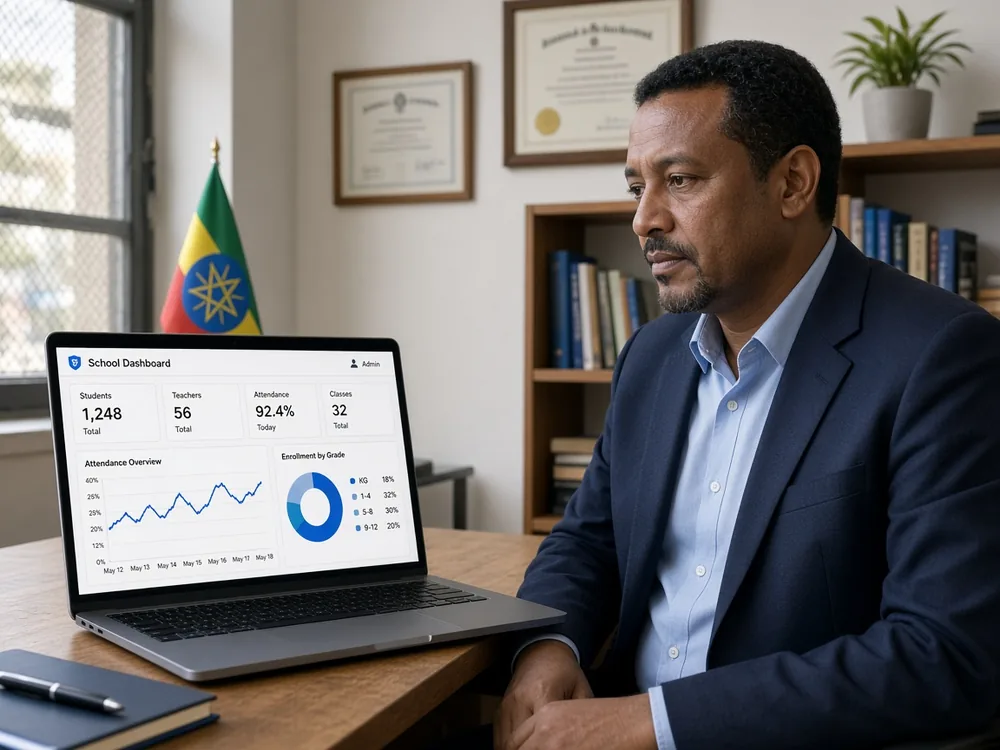 School Dashboard
Admin
Students
1,248
Total
Teachers
56
Total
Attendance
92.4%
Today
Classes
32
Total
Attendance Overview
40%
26%
25%
20%
12%
0%
May 12 May 13 May 14 May 15 May 16 May 17 May 18
Enrollment by Grade
KG 18%
1-4 32%
5-8 30%
9-12 20%